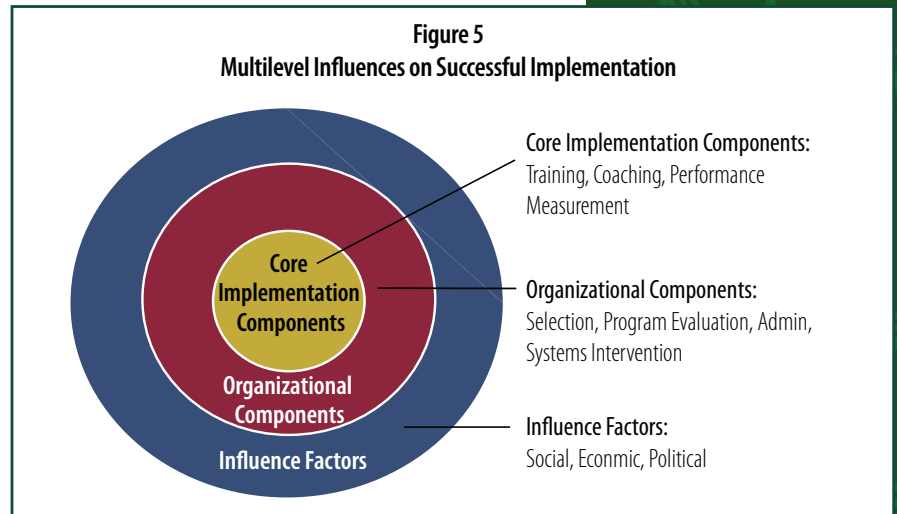 Figure 5
Multilevel Influences on Successful Implementation
Core
Implementation
Components
Organizational
Components
Influence Factors
Core Implementation Components:
Training, Coaching, Performance
Measurement
Organizational Components:
Selection, Program Evaluation, Admin,
Systems Intervention
Influence Factors:
Social, Econmic, Political